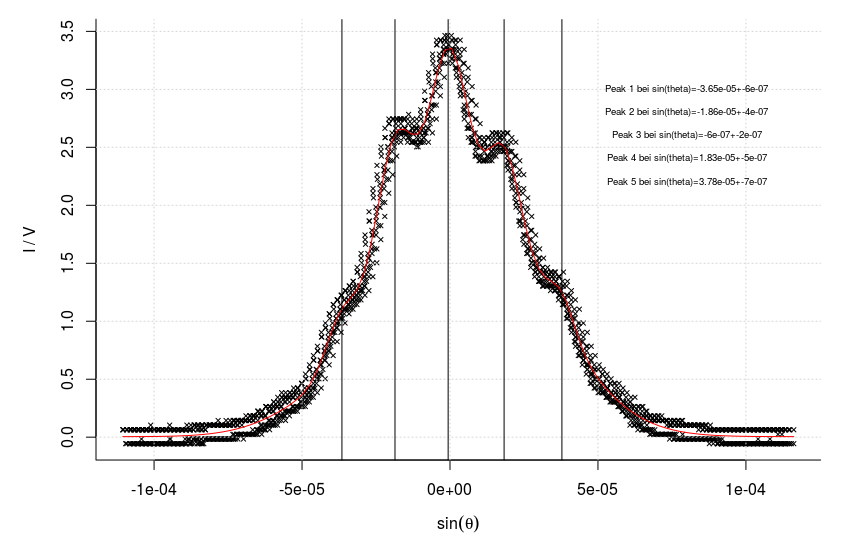 3.5
3.0
2.5
2.0
1.5
1.0
0.5
0.0
I / V
Peak 1 bei sin(theta)=-3.65e-05+-6e-07
Peak 2 bei sin(theta)=-1.86e-05+-4e-07
Peak 3 bei sin(theta)=-6e-07+-2e-07
Peak 4 bei sin(theta)=1.83e-05+-5e-07
Peak 5 bei sin(theta)=3.78e-05+-7e-07
-1e-04 -5e-05 0e+00 5e-05 1e-04
sin(θ)